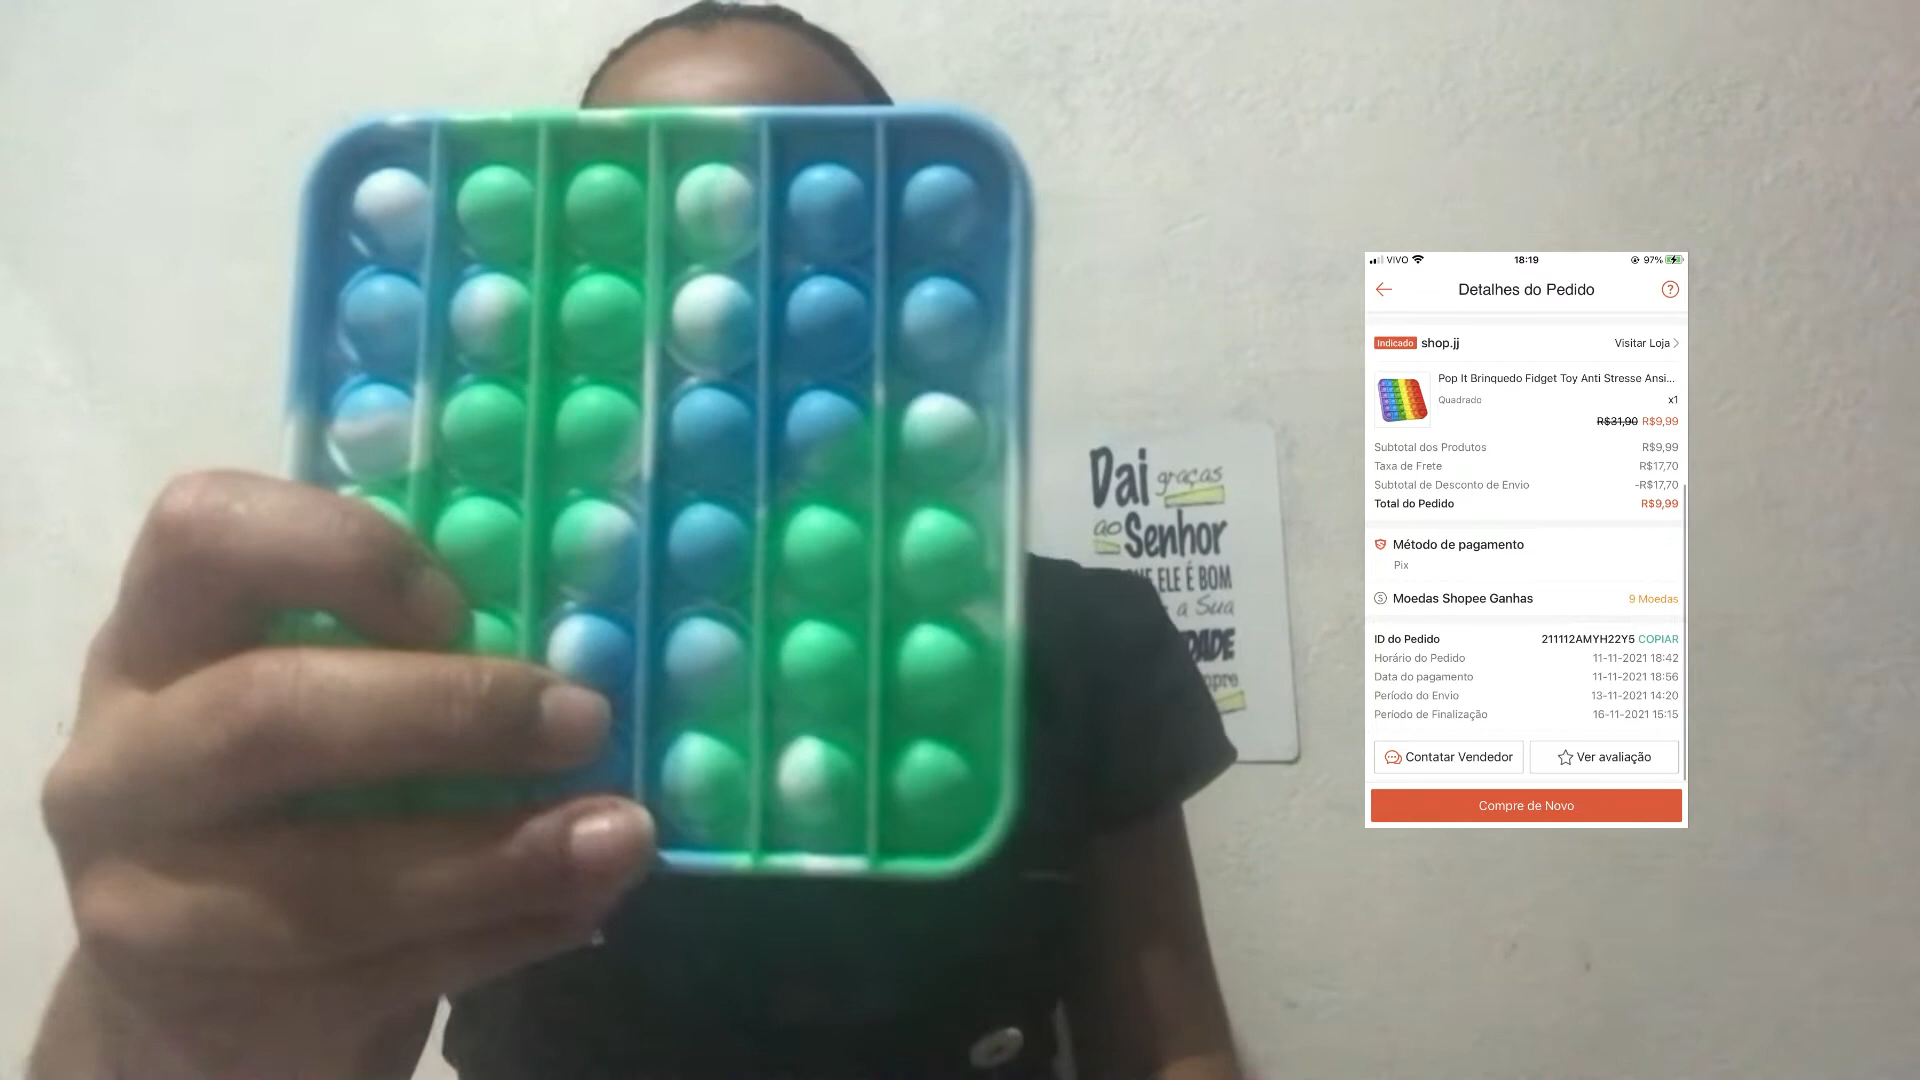 Dai graças
ao Senhor
ELE É BOM
a Sua
VIVO 18:19 97%
Detalhes do Pedido
Indicado shop.jj Visitar Loja
Pop It Brinquedo Fidget Toy Anti Stresse Ansi...
Quadrado x1
R$31,90 R$9,99
Subtotal dos Produtos R$9,99
Taxa de Frete R$17,70
Subtotal de Desconto de Envio -R$17,70
Total do Pedido R$9,99
Método de pagamento
Pix
Moedas Shopee Ganhas 9 Moedas
ID do Pedido 211112AMYH22Y5 COPIAR
Horário do Pedido 11-11-2021 18:42
Data do pagamento 11-11-2021 18:56
Período do Envio 13-11-2021 14:20
Período de Finalização 16-11-2021 15:15
Contatar Vendedor Ver avaliação
Compre de Novo